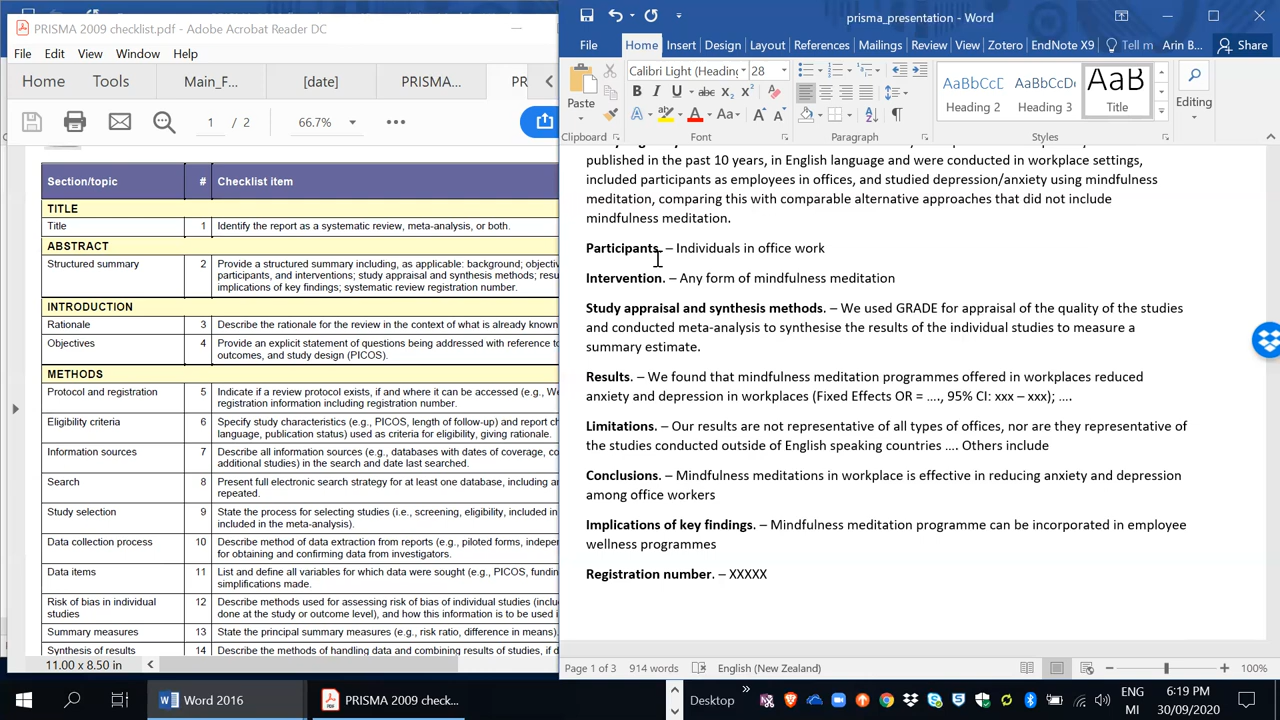 PRISMA 2009 checklist.pdf - Adobe Acrobat Reader DC
File Edit View Window Help
Home Tools Main_F... [date] PRISMA... PR
1 / 2 66.7%
Section/topic # Checklist item
TITLE
Title 1 Identify the report as a systematic review, meta-analysis, or both.
ABSTRACT
Structured summary 2 Provide a structured summary including, as applicable: background; objecti
participants, and interventions; study appraisal and synthesis methods; resu
implications of key findings; systematic review registration number.
INTRODUCTION
Rationale 3 Describe the rationale for the review in the context of what is already known
Objectives 4 Provide an explicit statement of questions being addressed with reference to
outcomes, and study design (PICOS).
METHODS
Protocol and registration 5 Indicate if a review protocol exists, if and where it can be accessed (e.g., We
registration information including registration number.
Eligibility criteria 6 Specify study characteristics (e.g., PICOS, length of follow-up) and report ch
language, publication status) used as criteria for eligibility, giving rationale.
Information sources 7 Describe all information sources (e.g., databases with dates of coverage, co
additional studies) in the search and date last searched.
Search 8 Present full electronic search strategy for at least one database, including an
repeated.
Study selection 9 State the process for selecting studies (i.e., screening, eligibility, included in
included in the meta-analysis).
Data collection process 10 Describe method of data extraction from reports (e.g., piloted forms, indepen
for obtaining and confirming data from investigators.
Data items 11 List and define all variables for which data were sought (e.g., PICOS, fundin
simplifications made.
Risk of bias in individual 12 Describe methods used for assessing risk of bias of individual studies (inclu
studies done at the study or outcome level), and how this information is to be used i
Summary measures 13 State the principal summary measures (e.g., risk ratio, difference in means).
Synthesis of results 14 Describe the methods of handling data and combining results of studies, if d
11.00 x 8.50 in
prisma_presentation - Word
File Home Insert Design Layout References Mailings Review View Zotero EndNote X9 Tell m Arin B... Share
Paste Calibri Light (Heading 28 AaBbCcD AaBbCcD AaB
B I U abc x₂ x² Heading 2 Heading 3 Title Editing
Clipboard Font Paragraph Styles
published in the past 10 years, in English language and were conducted in workplace settings,
included participants as employees in offices, and studied depression/anxiety using mindfulness
meditation, comparing this with comparable alternative approaches that did not include
mindfulness meditation.
Participants. – Individuals in office work
Intervention. – Any form of mindfulness meditation
Study appraisal and synthesis methods. – We used GRADE for appraisal of the quality of the studies
and conducted meta-analysis to synthesise the results of the individual studies to measure a
summary estimate.
Results. – We found that mindfulness meditation programmes offered in workplaces reduced
anxiety and depression in workplaces (Fixed Effects OR = ...., 95% CI: xxx – xxx); ....
Limitations. – Our results are not representative of all types of offices, nor are they representative of
the studies conducted outside of English speaking countries .... Others include
Conclusions. – Mindfulness meditations in workplace is effective in reducing anxiety and depression
among office workers
Implications of key findings. – Mindfulness meditation programme can be incorporated in employee
wellness programmes
Registration number. – XXXXX
Page 1 of 3 914 words English (New Zealand) 100%
Word 2016 PRISMA 2009 check... Desktop ENG 6:19 PM
MI 30/09/2020